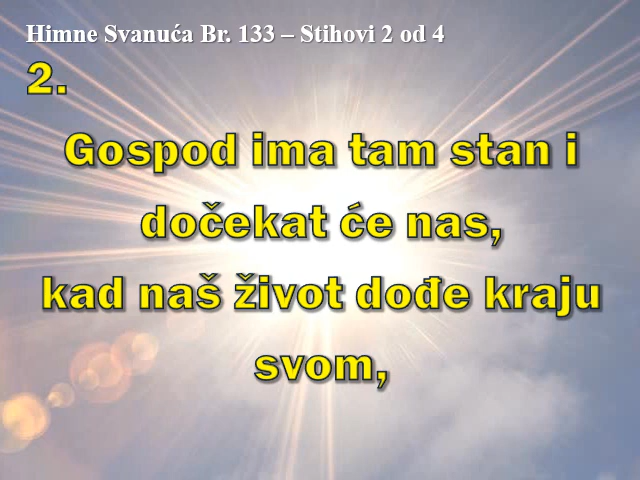 Himne Svanuća Br. 133 – Stihovi 2 od 4
2.
Gospod ima tam stan i
dočekat će nas,
kad naš život dođe kraju
svom,